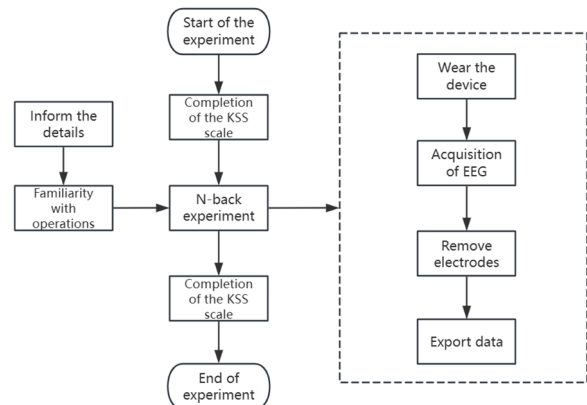 Start of the
experiment
Completion
of the KSS
scale
Inform the
details
Familiarity
with
operations
N-back
experiment
Completion
of the KSS
scale
End of
experiment
Wear the
device
Acquisition
of EEG
Remove
electrodes
Export data